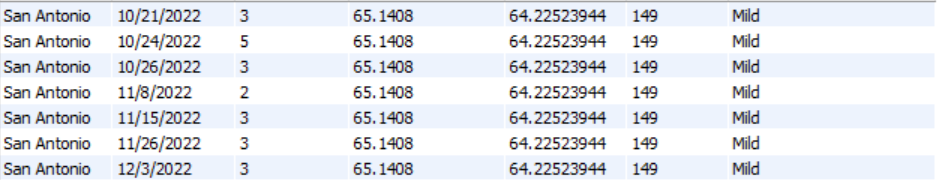 San Antonio 10/21/2022 3 65.1408 64.22523944 149 Mild
San Antonio 10/24/2022 5 65.1408 64.22523944 149 Mild
San Antonio 10/26/2022 3 65.1408 64.22523944 149 Mild
San Antonio 11/8/2022 2 65.1408 64.22523944 149 Mild
San Antonio 11/15/2022 3 65.1408 64.22523944 149 Mild
San Antonio 11/26/2022 3 65.1408 64.22523944 149 Mild
San Antonio 12/3/2022 3 65.1408 64.22523944 149 Mild